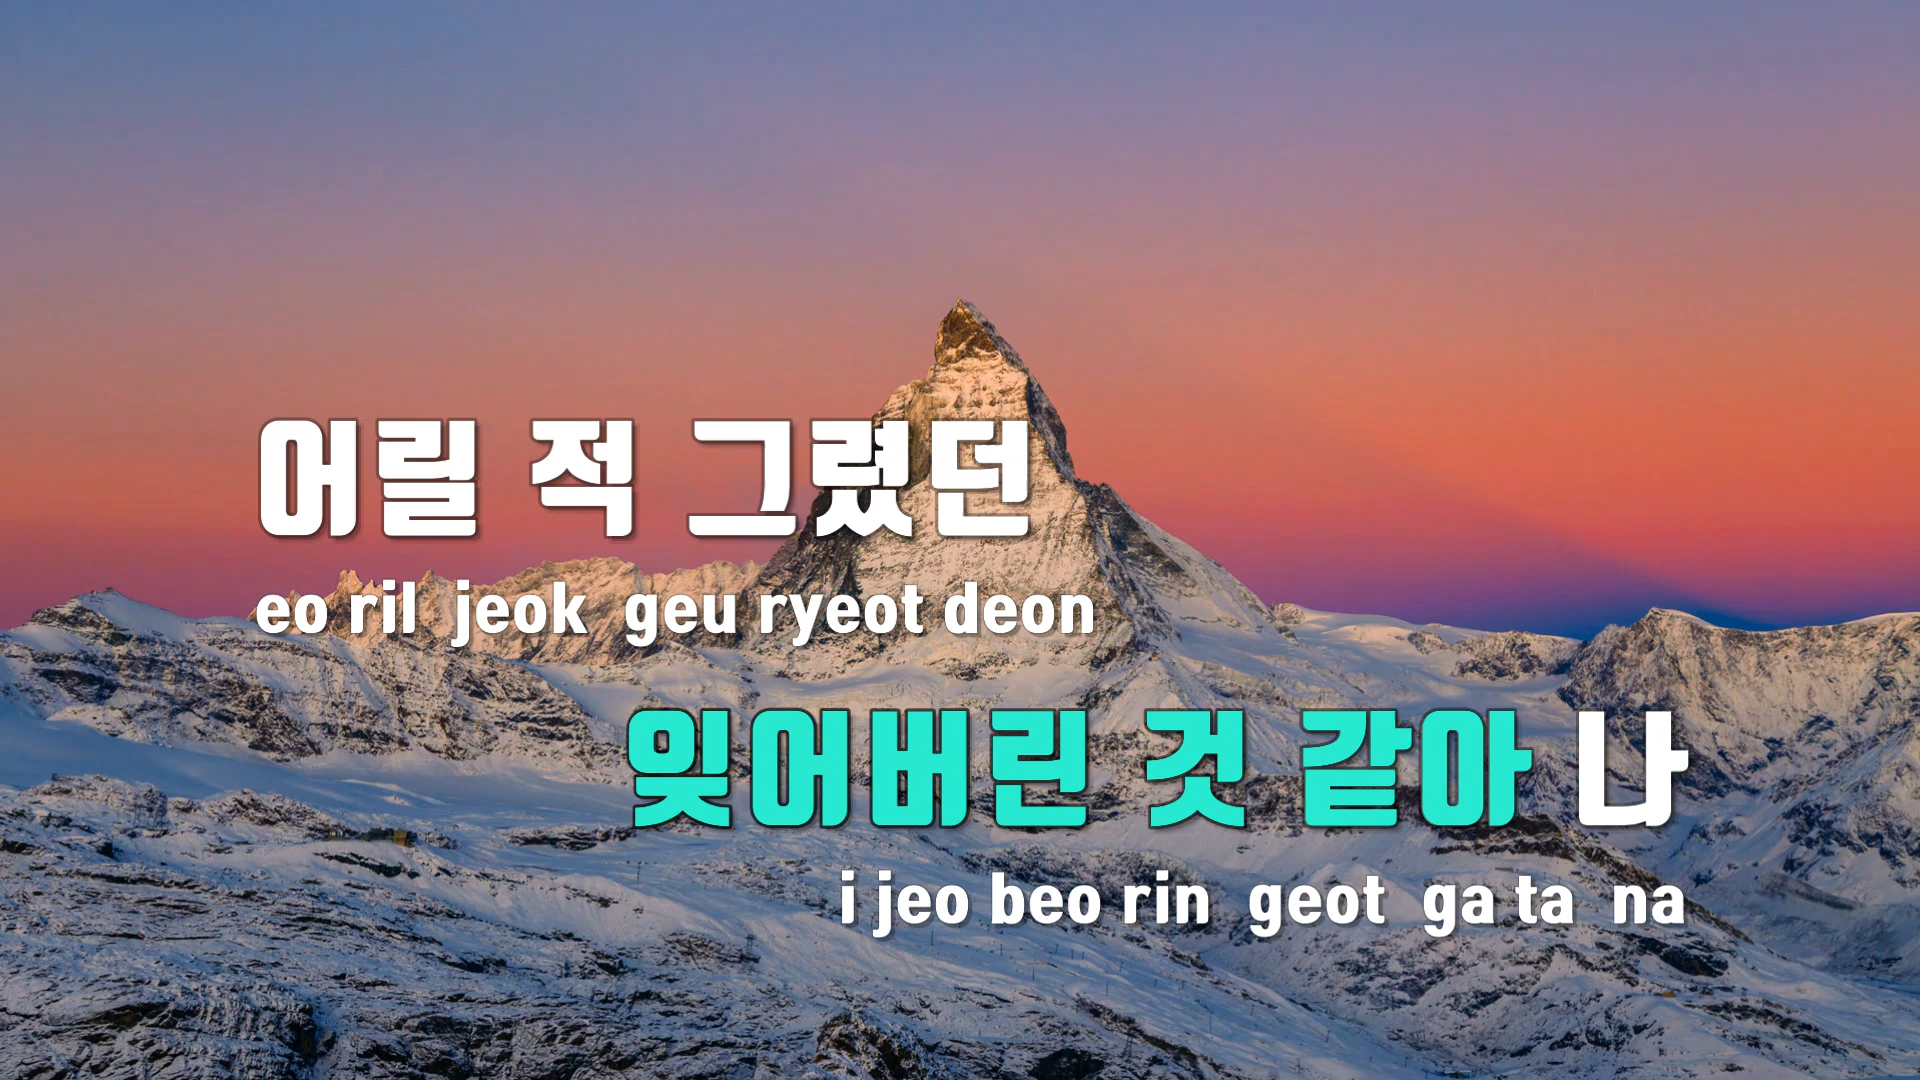 어릴 적 그렸던
eo ril jeok geu ryeot deon
잊어버린 것 같아 나
i jeo beo rin geot ga ta na